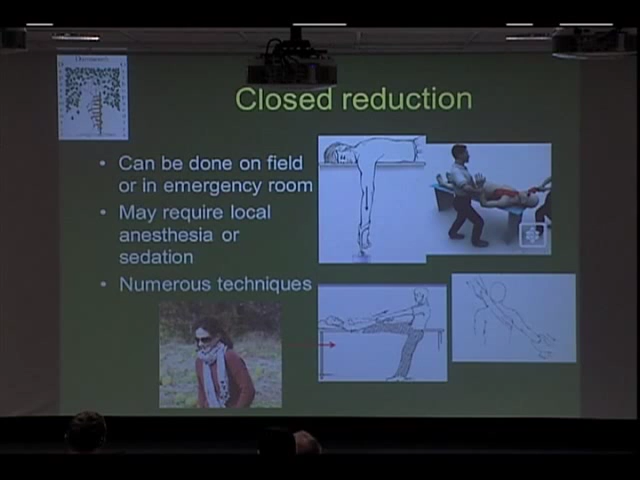 Closed reduction
• Can be done on field
or in emergency room
• May require local
anesthesia or
sedation
• Numerous techniques